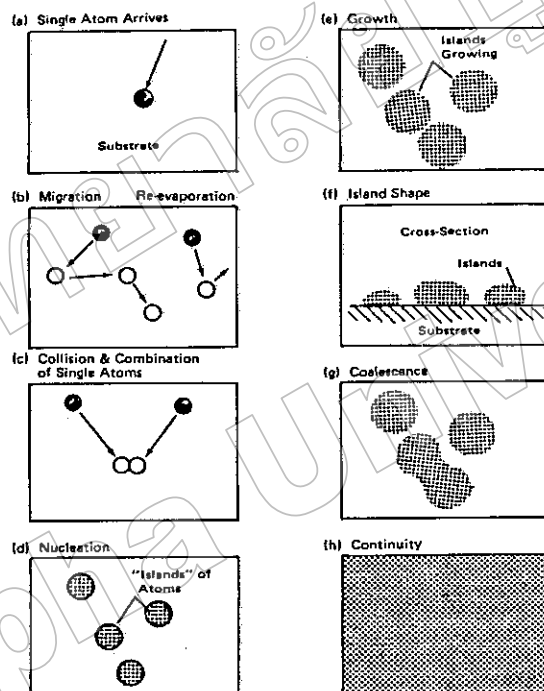 (a) Single Atom Arrives
Substrate
(b) Migration Re-evaporation
(c) Collision & Combination
of Single Atoms
(d) Nucleation
"Islands" of
Atoms
(e) Growth
Islands
Growing
(f) Island Shape
Cross-Section
Islands
Substrate
(g) Coalescence
(h) Continuity